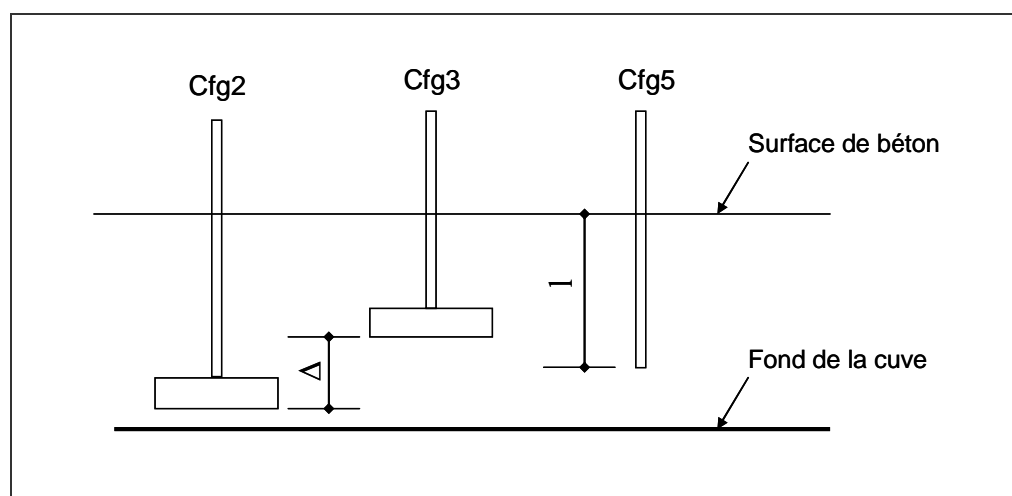 Cfg2
Cfg3
Cfg5
Surface de béton
l
Δ
Fond de la cuve